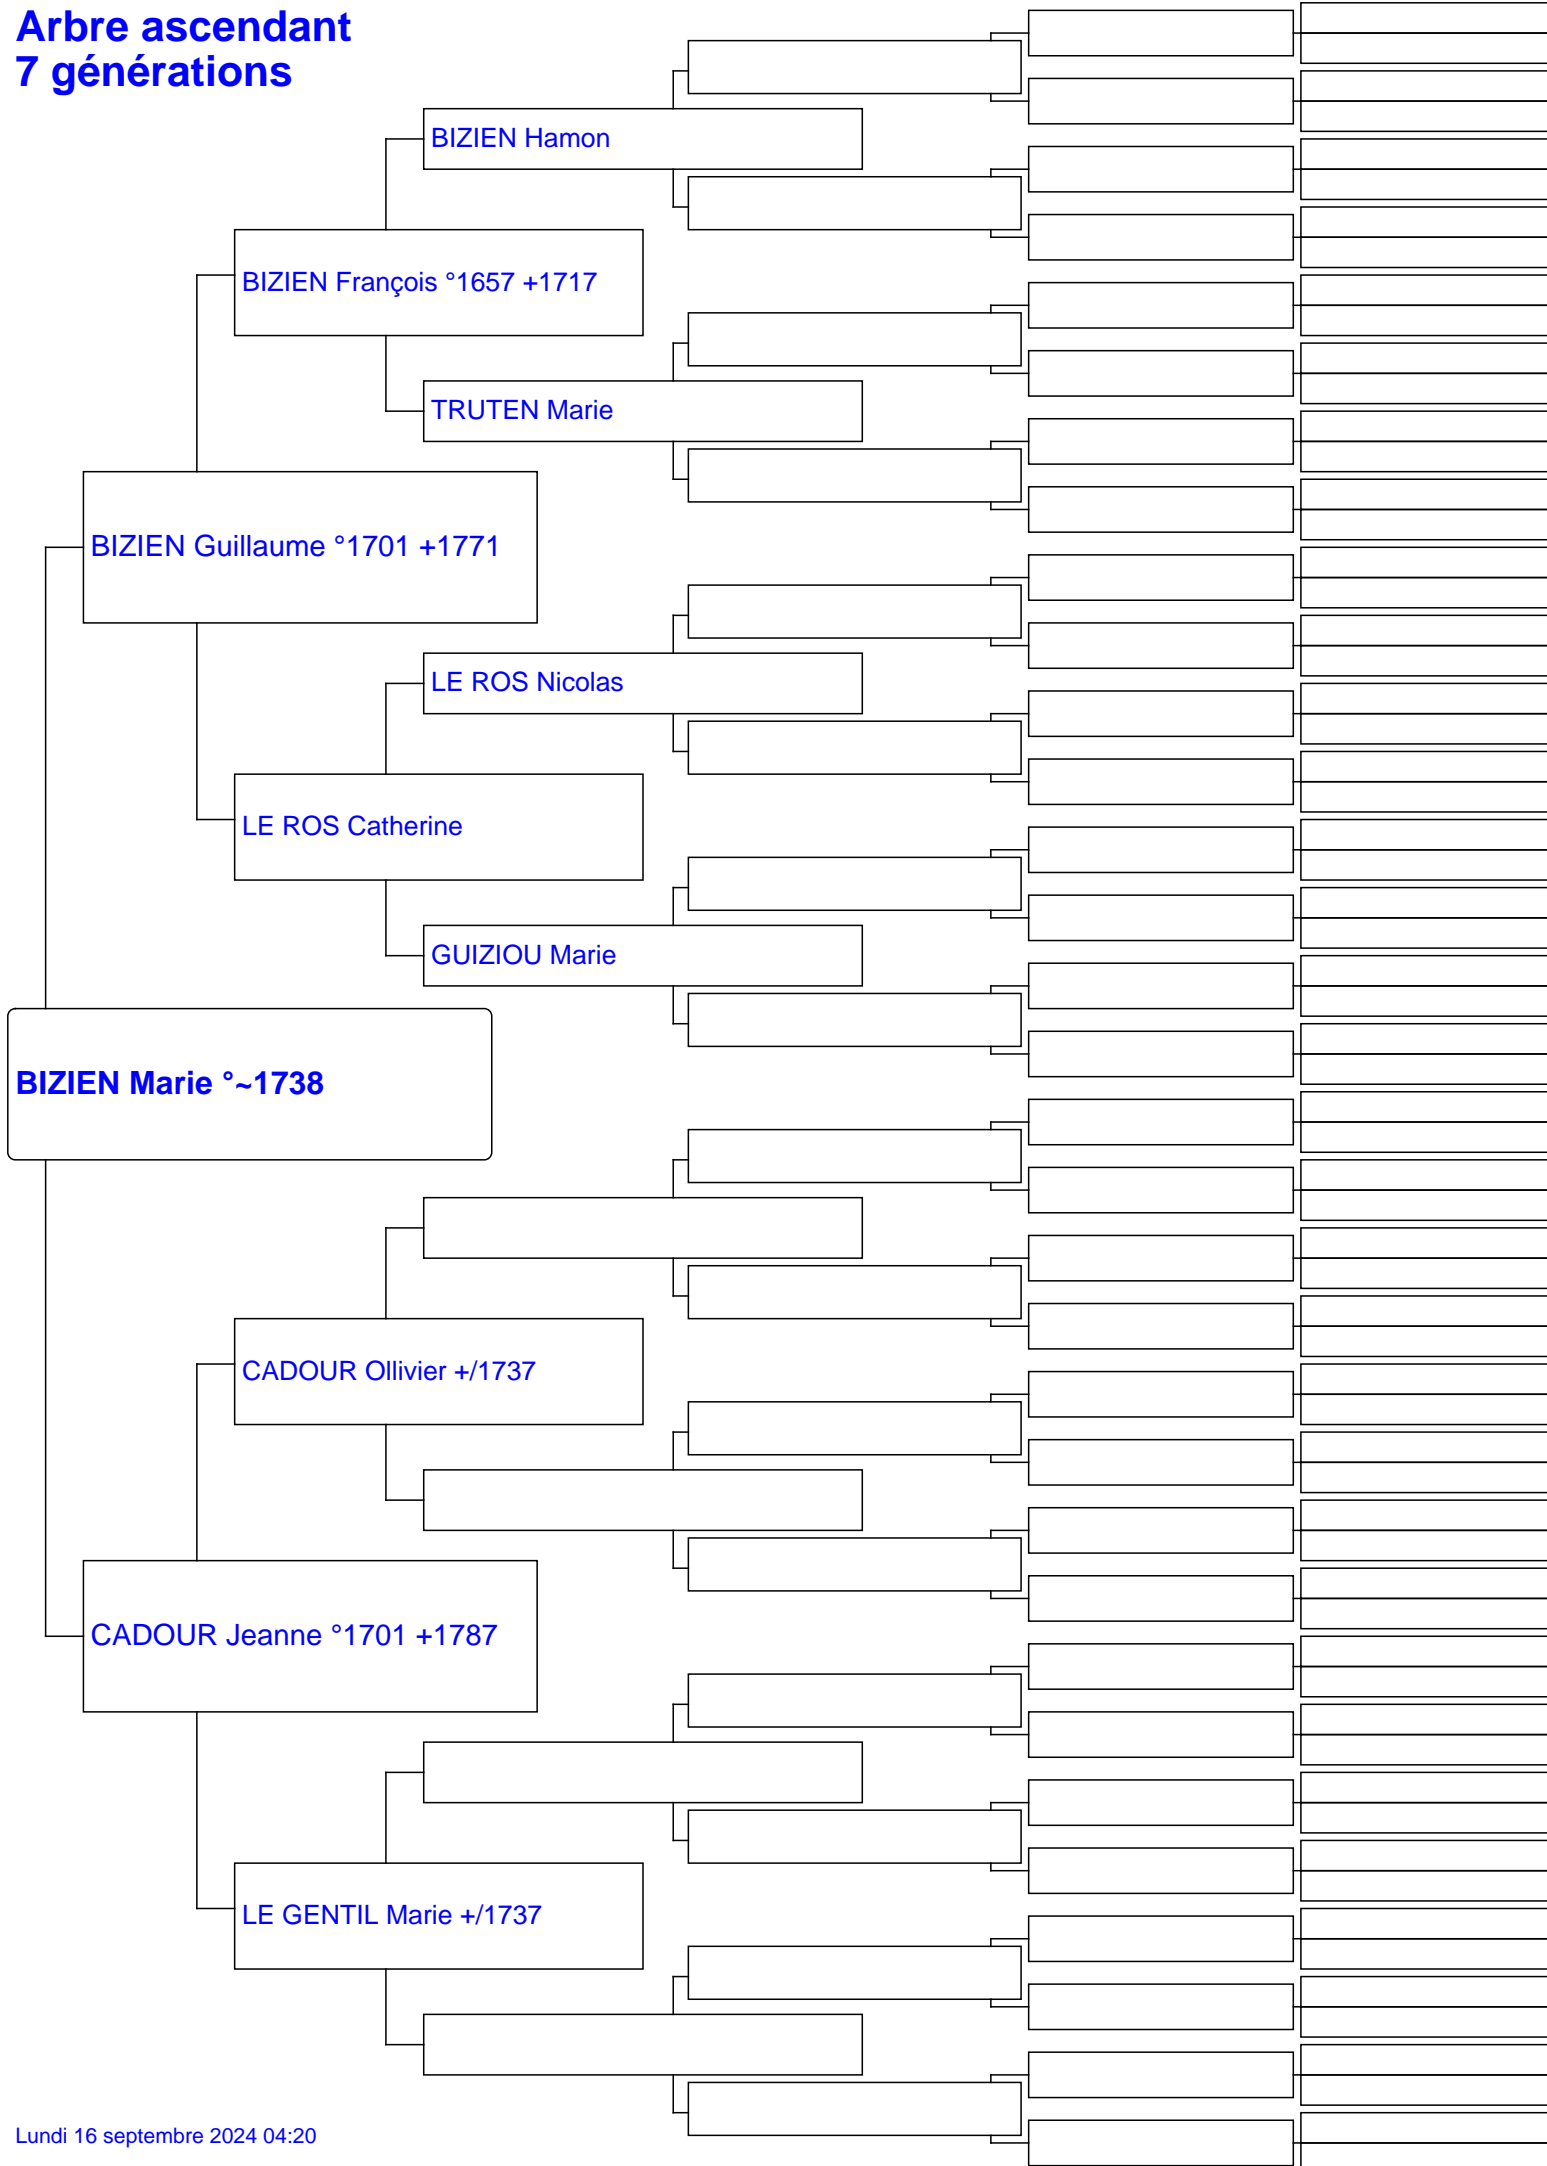 Arbre ascendant
7 générations
BIZIEN Hamon
BIZIEN François °1657 +1717
TRUTEN Marie
BIZIEN Guillaume °1701 +1771
LE ROS Nicolas
LE ROS Catherine
GUIZIOU Marie
BIZIEN Marie °~1738
CADOUR Ollivier +/1737
CADOUR Jeanne °1701 +1787
LE GENTIL Marie +/1737
Lundi 16 septembre 2024 04:20